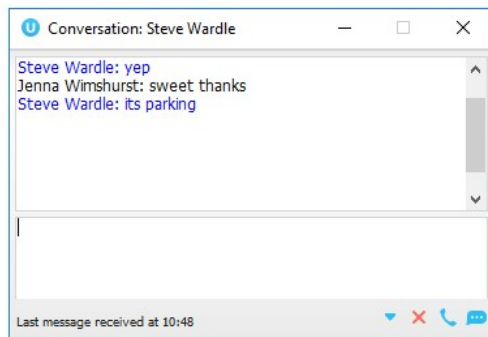 U Conversation: Steve Wardle
Steve Wardle: yep
Jenna Wimshurst: sweet thanks
Steve Wardle: its parking
Last message received at 10:48